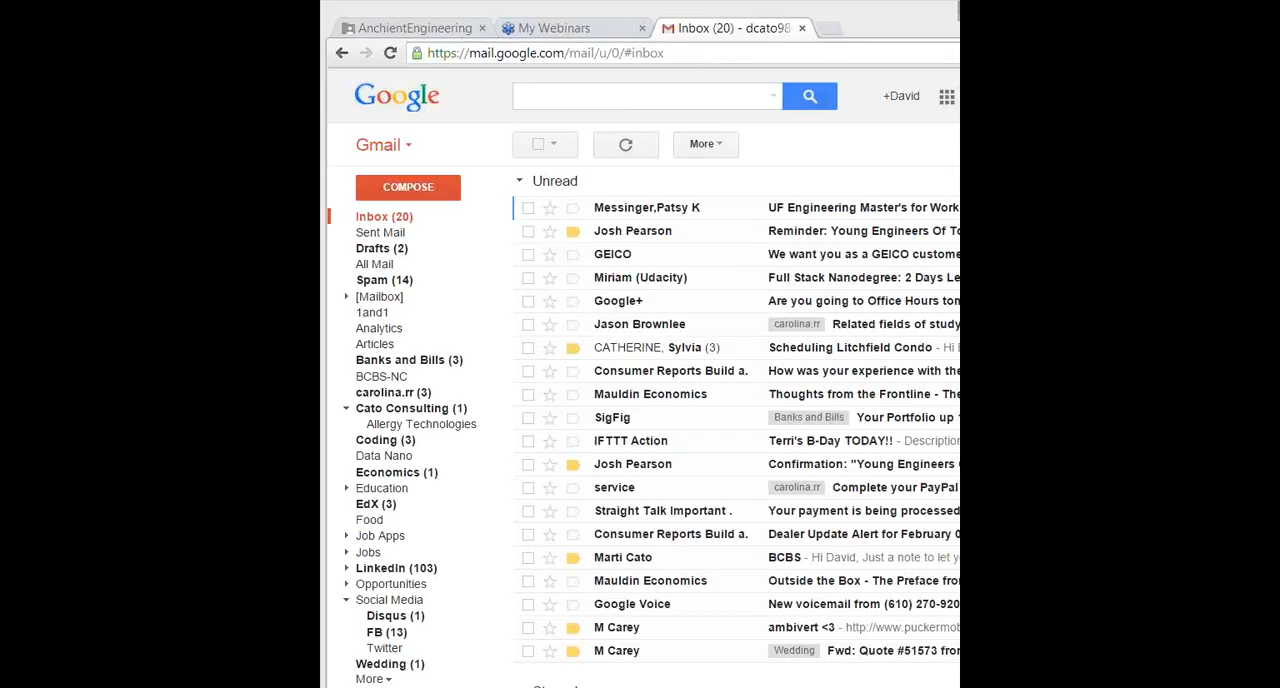 AnchientEngineering
My Webinars
Inbox (20) - dcato98
https://mail.google.com/mail/u/0/#inbox
Google
+David
Gmail
More
COMPOSE
Unread
Inbox (20)
Sent Mail
Drafts (2)
All Mail
Spam (14)
[Mailbox]
1and1
Analytics
Articles
Banks and Bills (3)
BCBS-NC
carolina.rr (3)
Cato Consulting (1)
Allergy Technologies
Coding (3)
Data Nano
Economics (1)
Education
EdX (3)
Food
Job Apps
Jobs
LinkedIn (103)
Opportunities
Social Media
Disqus (1)
FB (13)
Twitter
Wedding (1)
More
Messinger,Patsy K UF Engineering Master's for Work
Josh Pearson Reminder: Young Engineers Of To
GEICO We want you as a GEICO custome
Miriam (Udacity) Full Stack Nanodegree: 2 Days Le
Google+ Are you going to Office Hours tom
Jason Brownlee carolina.rr Related fields of study
CATHERINE, Sylvia (3) Scheduling Litchfield Condo - Hi
Consumer Reports Build a. How was your experience with the
Mauldin Economics Thoughts from the Frontline - The
SigFig Banks and Bills Your Portfolio up
IFTTT Action Terri's B-Day TODAY!! - Description
Josh Pearson Confirmation: "Young Engineers
service carolina.rr Complete your PayPal
Straight Talk Important . Your payment is being processed
Consumer Reports Build a. Dealer Update Alert for February 0
Marti Cato BCBS - Hi David, Just a note to let y
Mauldin Economics Outside the Box - The Preface from
Google Voice New voicemail from (610) 270-920
M Carey ambivert <3 - http://www.puckermob
M Carey Wedding Fwd: Quote #51573 from